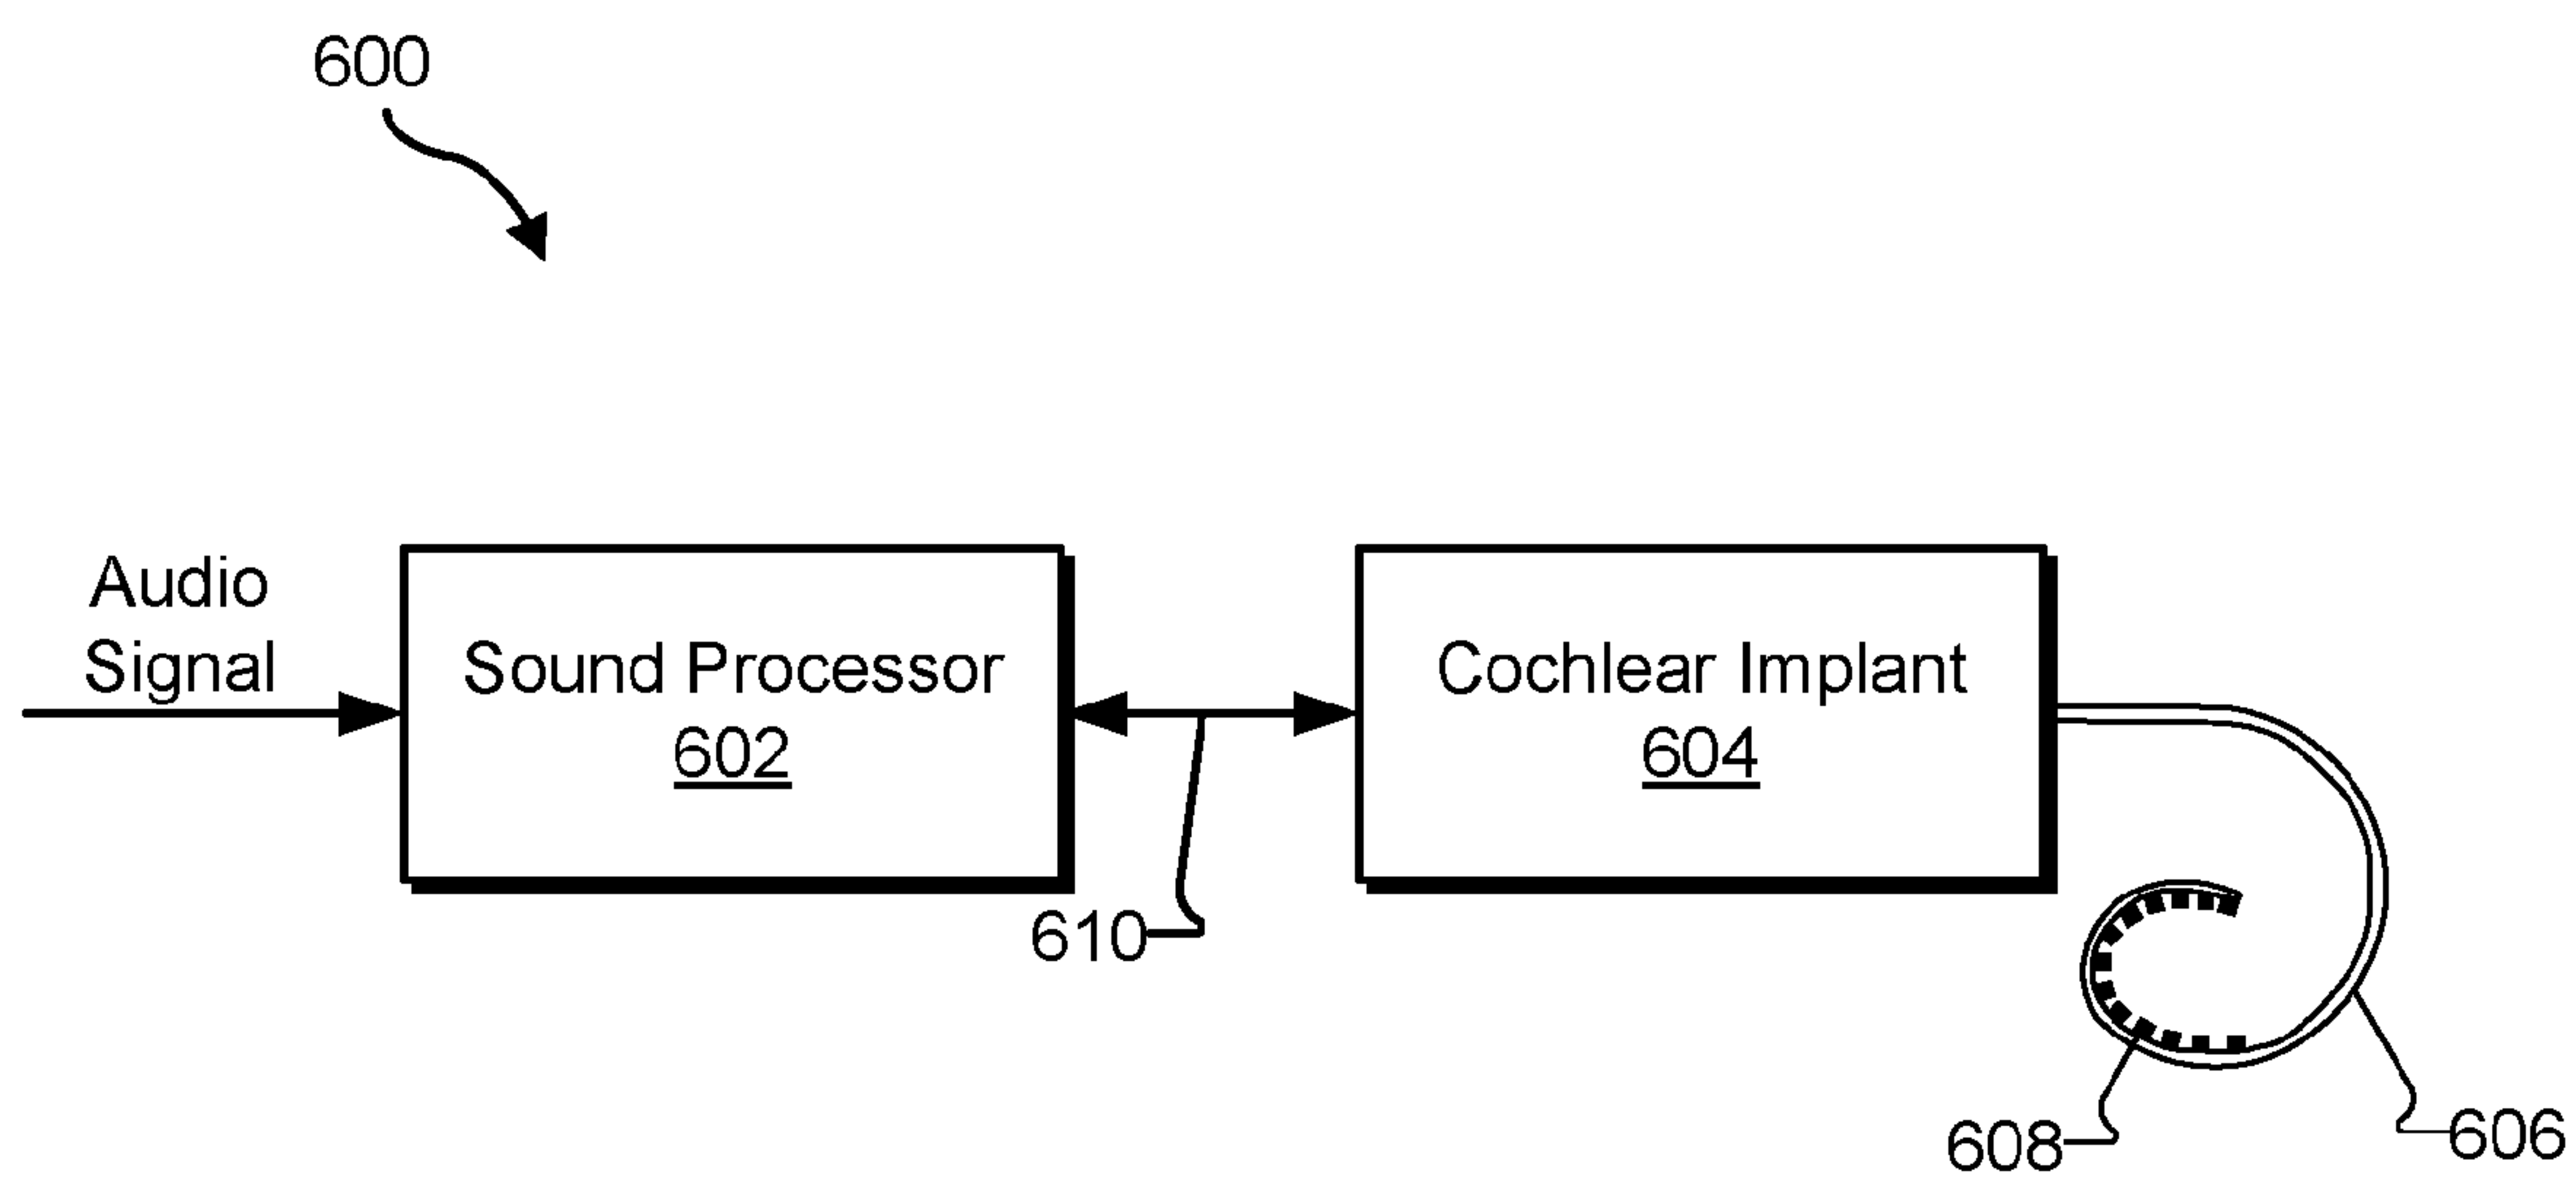 600
Audio
Signal
Sound Processor
602
Cochlear Implant
604
610
608
606